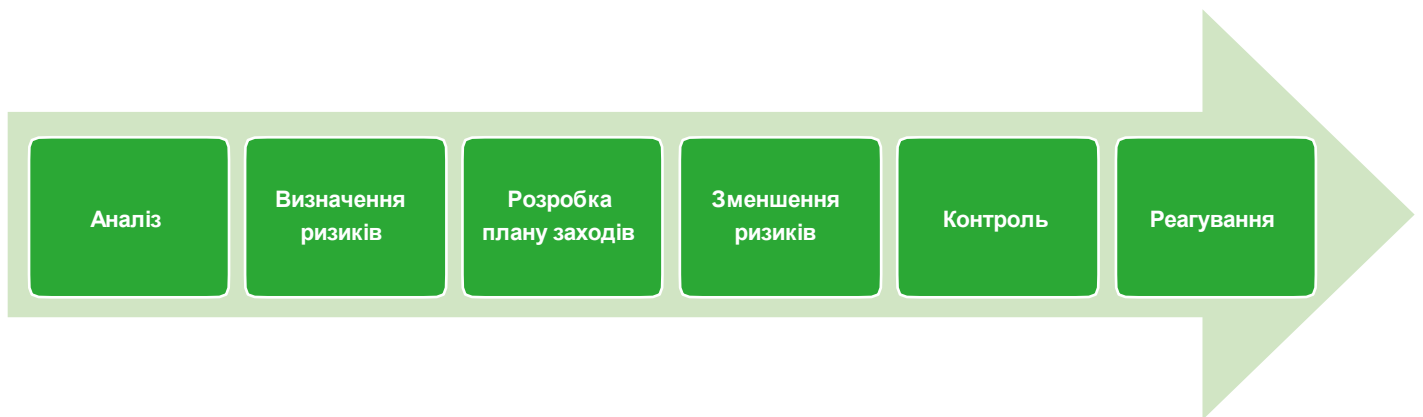 Аналіз
Визначення
ризиків
Розробка
плану заходів
Зменшення
ризиків
Контроль
Реагування